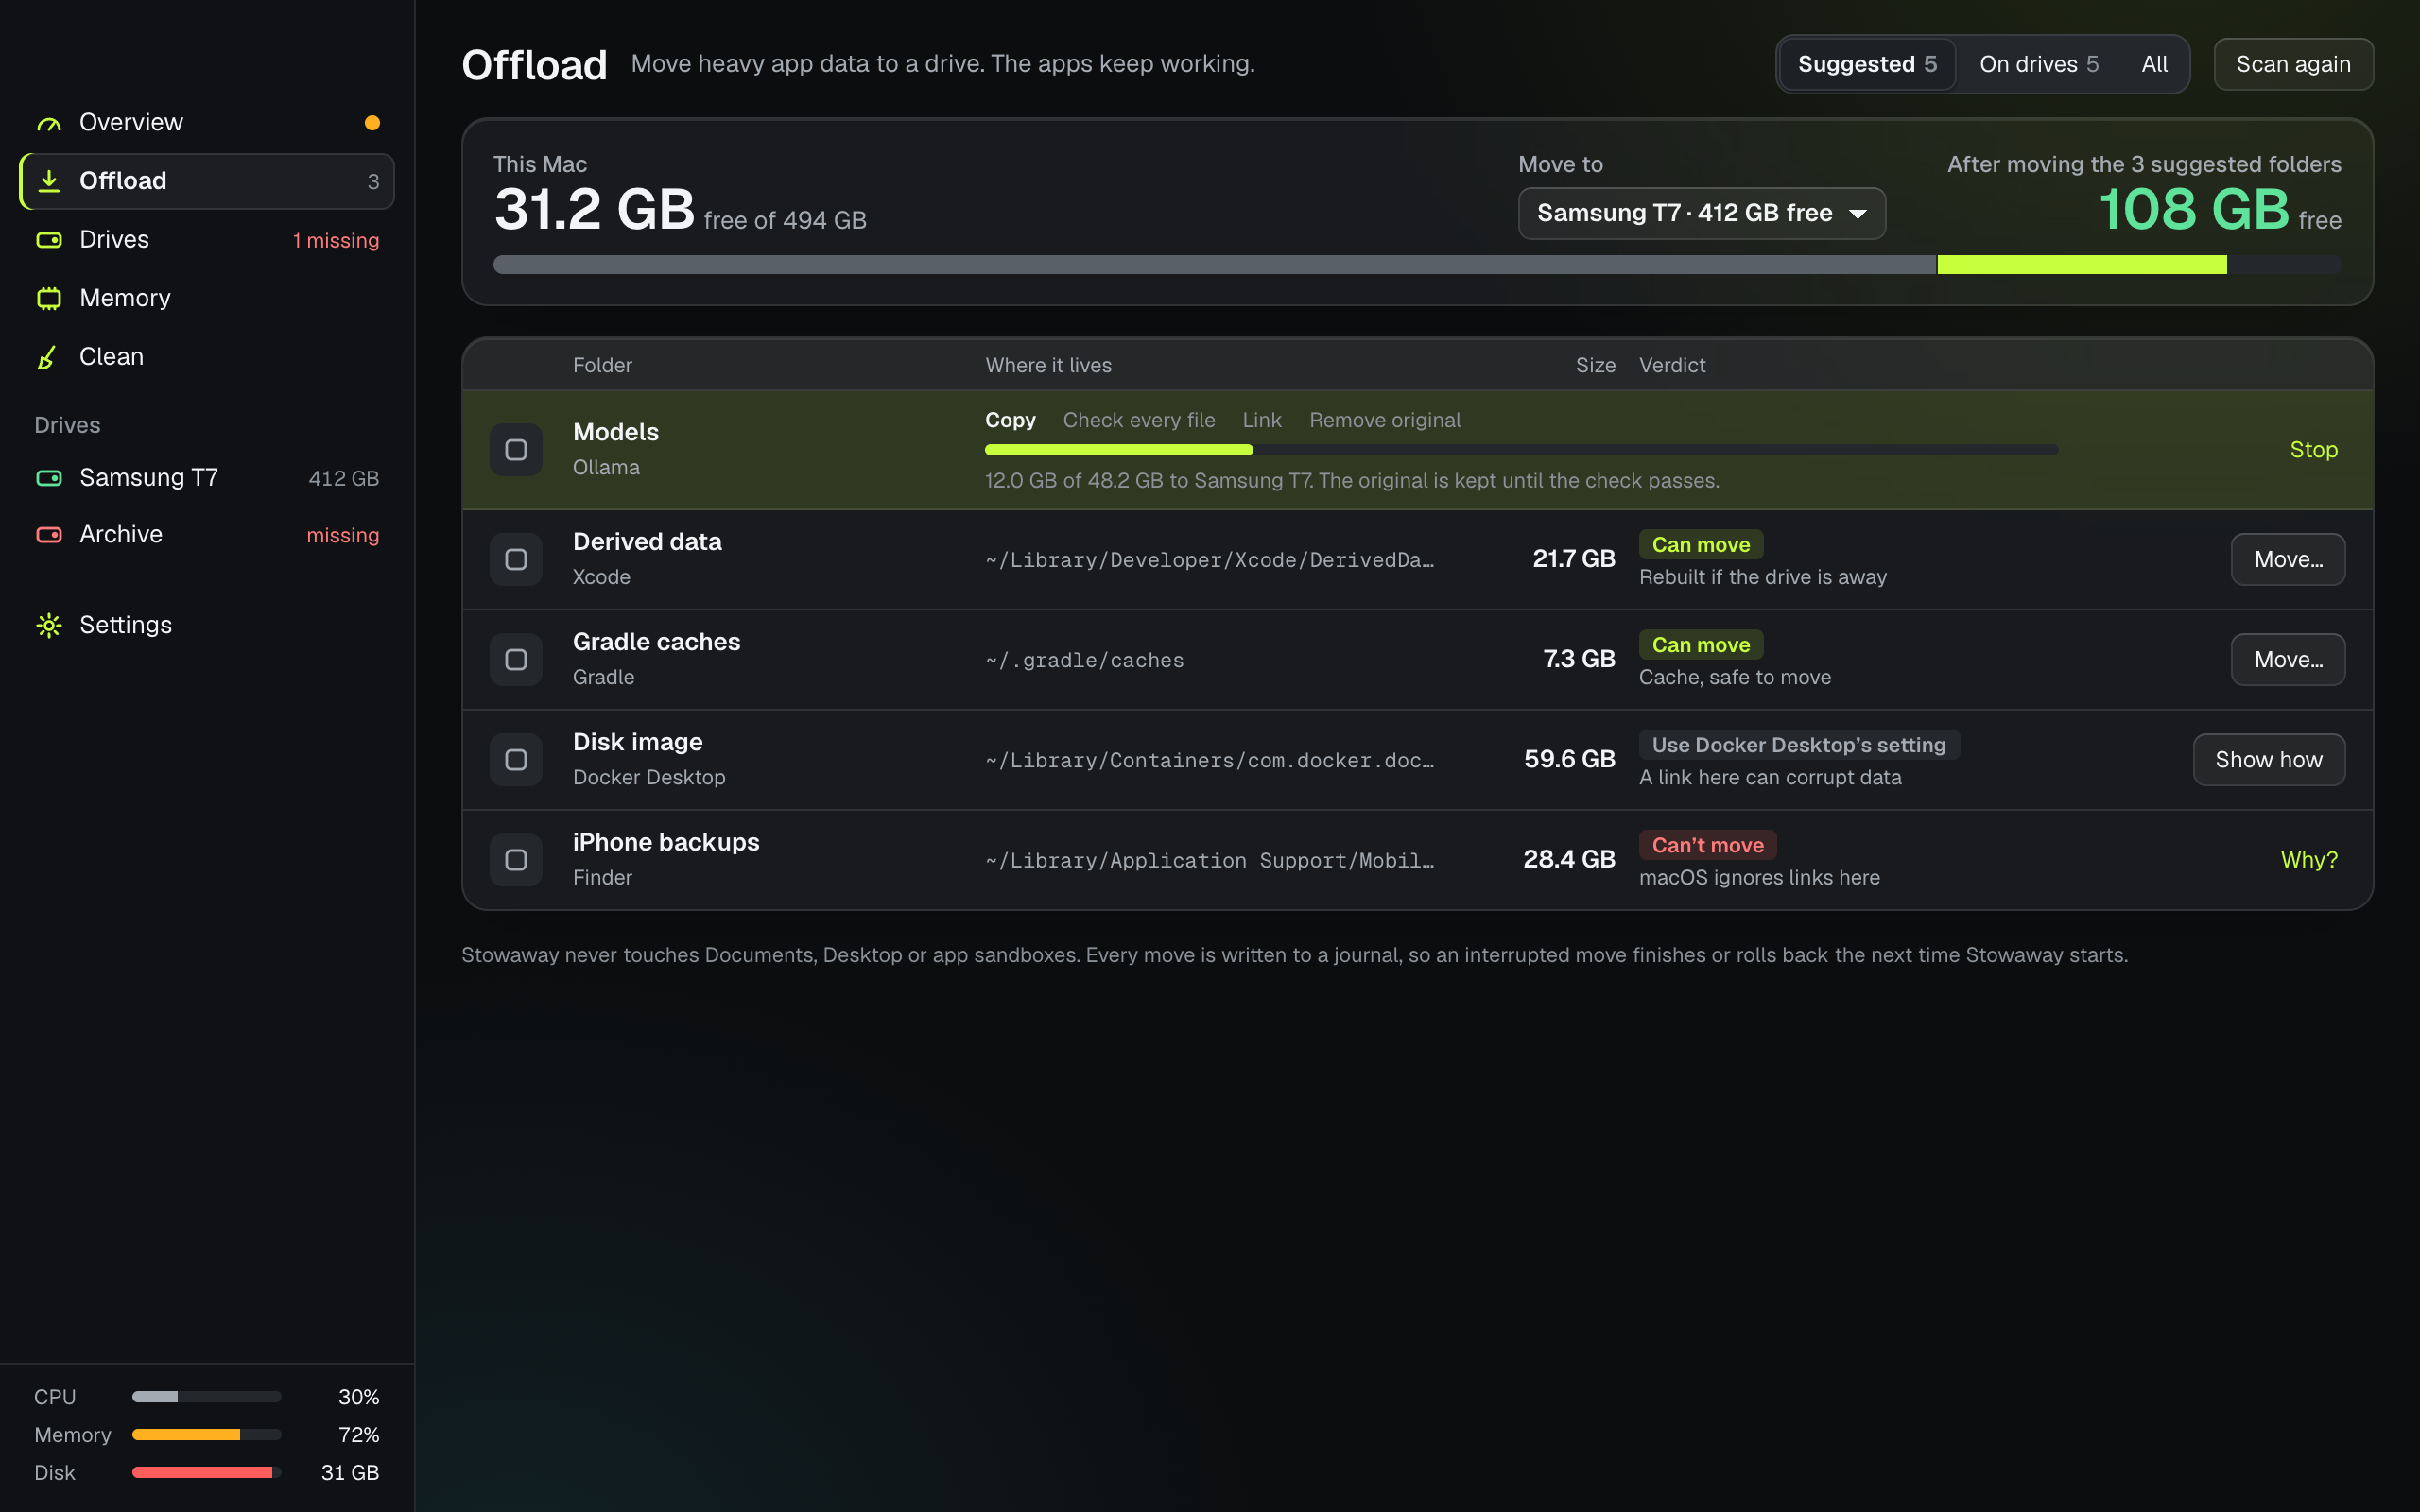 Overview
Offload 3
Drives 1 missing
Memory
Clean
Drives
Samsung T7 412 GB
Archive missing
Settings
CPU 30%
Memory 72%
Disk 31 GB
Offload Move heavy app data to a drive. The apps keep working.
Suggested 5 On drives 5 All Scan again
This Mac
31.2 GB free of 494 GB
Move to
Samsung T7 · 412 GB free
After moving the 3 suggested folders
108 GB free
Folder Where it lives Size Verdict
Models
Ollama
Copy Check every file Link Remove original
12.0 GB of 48.2 GB to Samsung T7. The original is kept until the check passes.
Stop
Derived data
Xcode
~/Library/Developer/Xcode/DerivedDa…
21.7 GB
Can move
Rebuilt if the drive is away
Move…
Gradle caches
Gradle
~/.gradle/caches
7.3 GB
Can move
Cache, safe to move
Move…
Disk image
Docker Desktop
~/Library/Containers/com.docker.doc…
59.6 GB
Use Docker Desktop’s setting
A link here can corrupt data
Show how
iPhone backups
Finder
~/Library/Application Support/Mobil…
28.4 GB
Can’t move
macOS ignores links here
Why?
Stowaway never touches Documents, Desktop or app sandboxes. Every move is written to a journal, so an interrupted move finishes or rolls back the next time Stowaway starts.